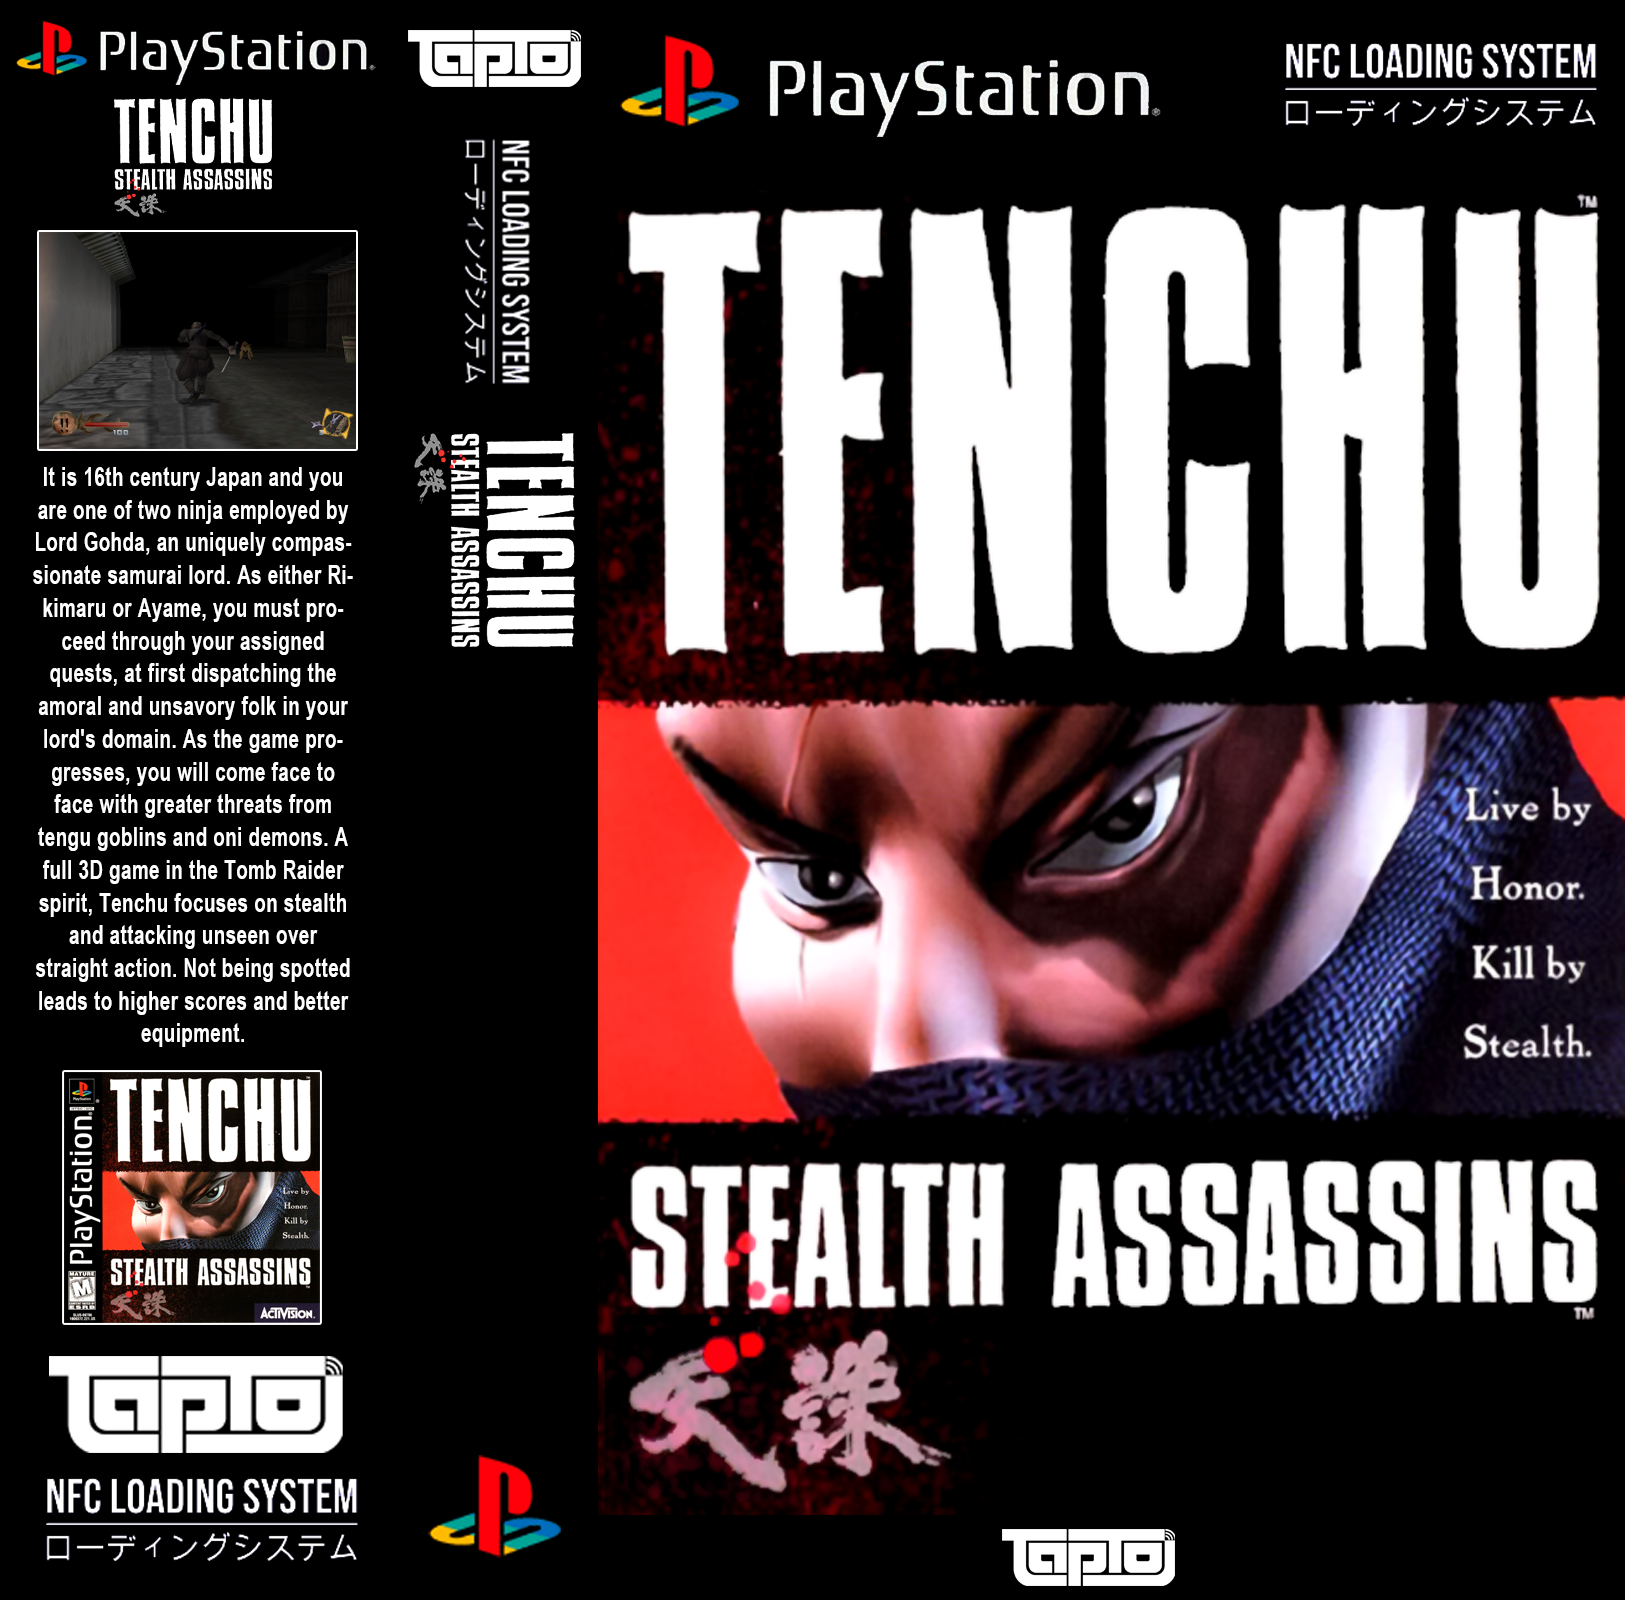 PlayStation
TENCHU
STEALTH ASSASSINS
天誅
100
It is 16th century Japan and you
are one of two ninja employed by
Lord Gohda, an uniquely compas-
sionate samurai lord. As either Ri-
kimaru or Ayame, you must pro-
ceed through your assigned
quests, at first dispatching the
amoral and unsavory folk in your
lord's domain. As the game pro-
gresses, you will come face to
face with greater threats from
tengu goblins and oni demons. A
full 3D game in the Tomb Raider
spirit, Tenchu focuses on stealth
and attacking unseen over
straight action. Not being spotted
leads to higher scores and better
equipment.
PlayStation
PlayStation
TENCHU
Live by
Honor.
Kill by
Stealth.
STEALTH ASSASSINS
天誅
MATURE
M
ESRB
ACTIVISION.
TapTo
NFC LOADING SYSTEM
ローディングシステム
TapTo
NFC LOADING SYSTEM
ローディングシステム
TENCHU
STEALTH ASSASSINS
天誅
PlayStation®
NFC LOADING SYSTEM
ローディングシステム
TENCHU™
Live by
Honor.
Kill by
Stealth.
STEALTH ASSASSINS™
天誅
TapTo